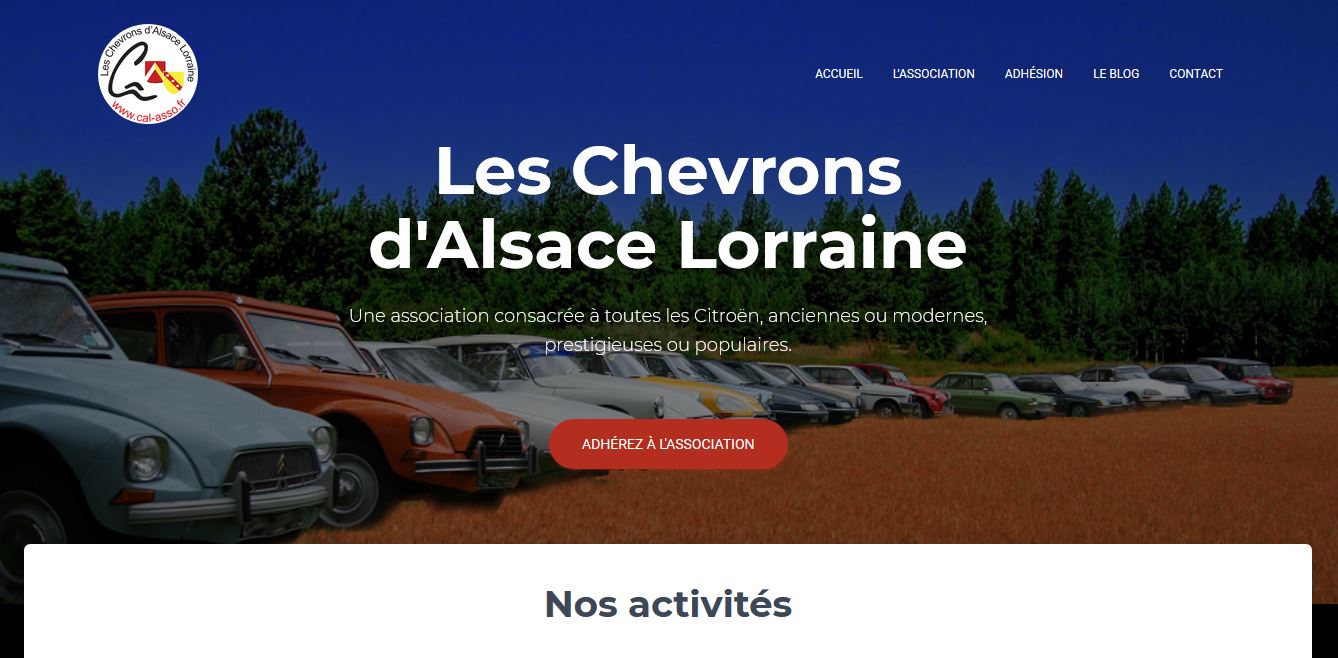 Les Chevrons d'Alsace Lorraine
www.cal-asso.fr
ACCUEIL L'ASSOCIATION ADHÉSION LE BLOG CONTACT
Les Chevrons
d'Alsace Lorraine
Une association consacrée à toutes les Citroën, anciennes ou modernes,
prestigieuses ou populaires.
ADHÉREZ À L'ASSOCIATION
Nos activités